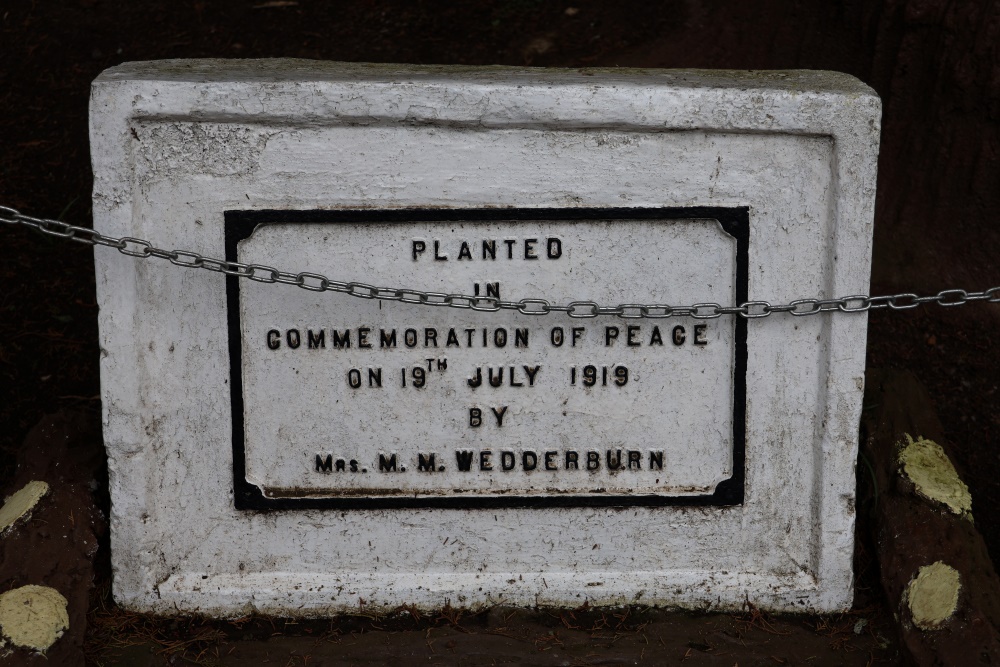 PLANTED
IN
COMMEMORATION OF PEACE
ON 19TH JULY 1919
BY
MRS. M. M. WEDDERBURN